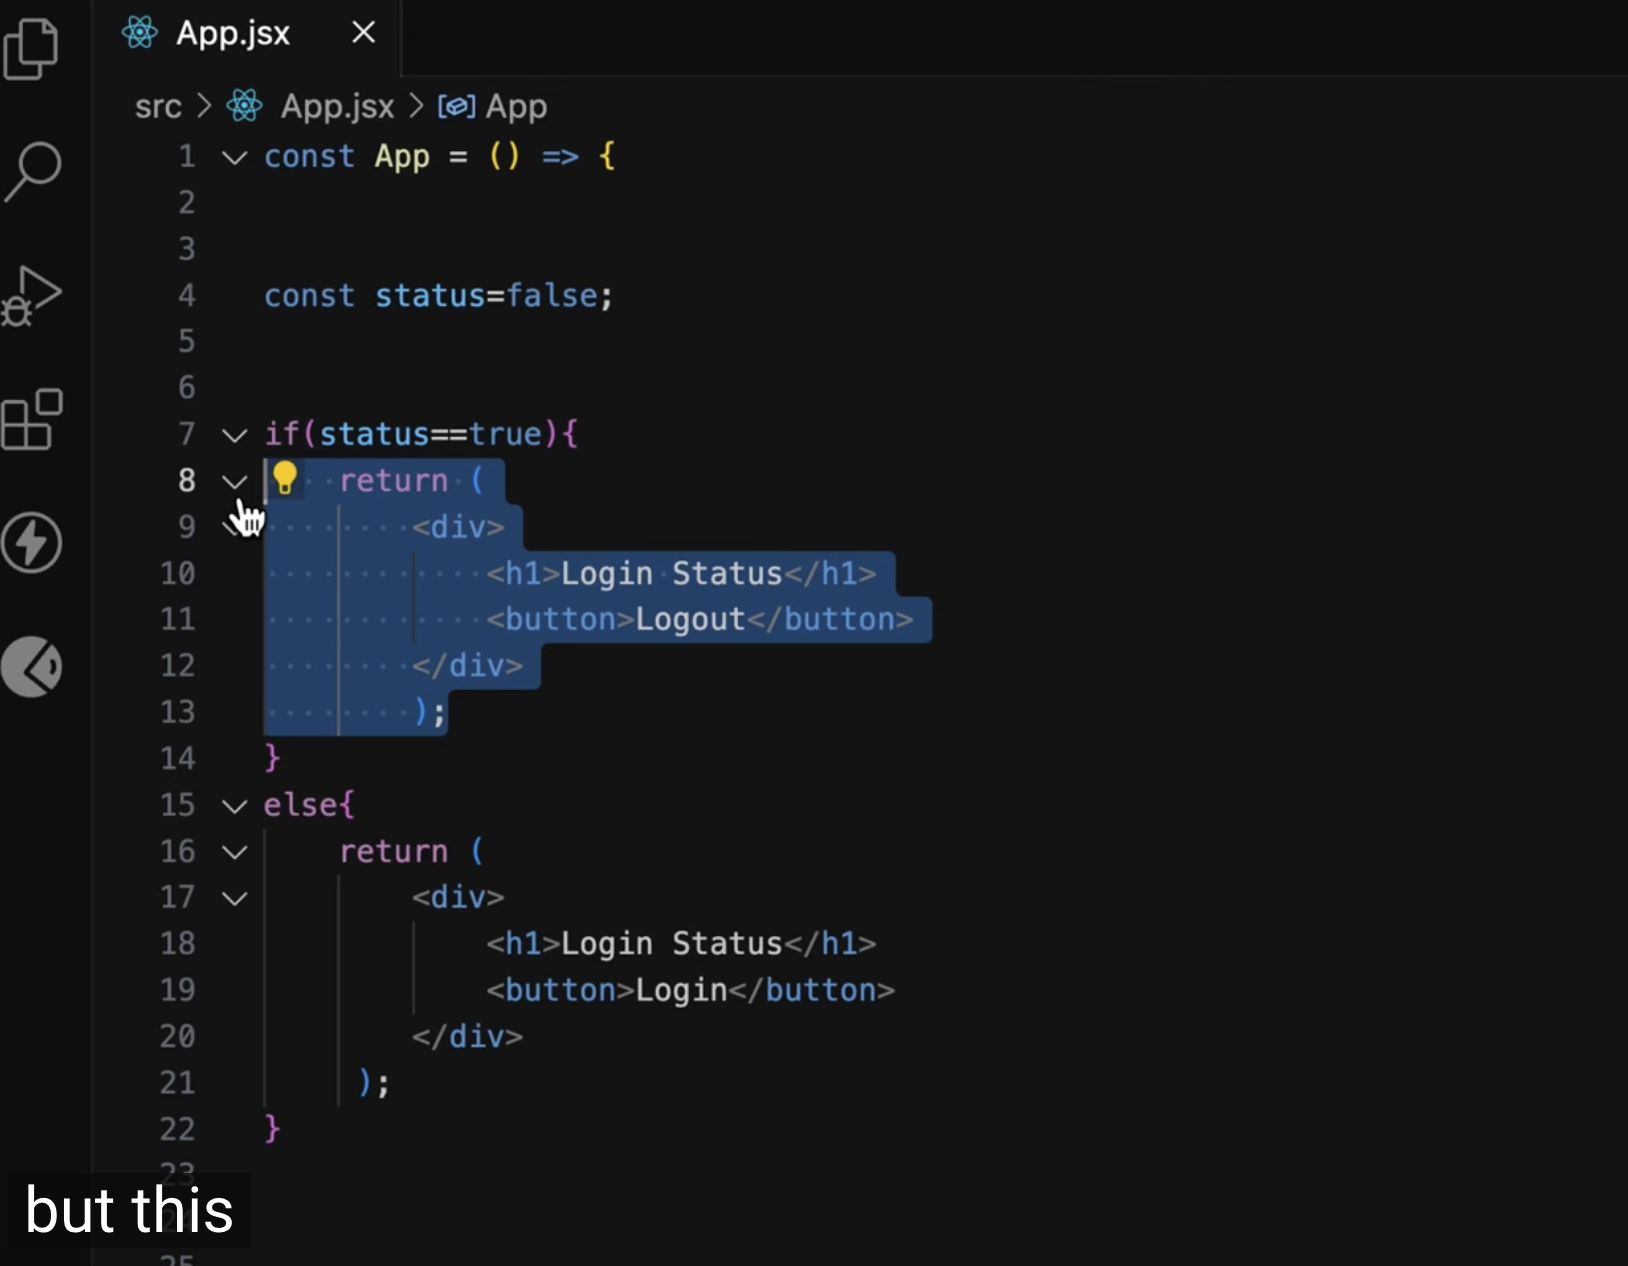 App.jsx
src > App.jsx > App
1 const App = () => {
2
3
4 const status=false;
5
6
7 if(status==true){
8 return (
9 <div>
10 <h1>Login Status</h1>
11 <button>Logout</button>
12 </div>
13 );
14 }
15 else{
16 return (
17 <div>
18 <h1>Login Status</h1>
19 <button>Login</button>
20 </div>
21 );
22 }
23
but this
25